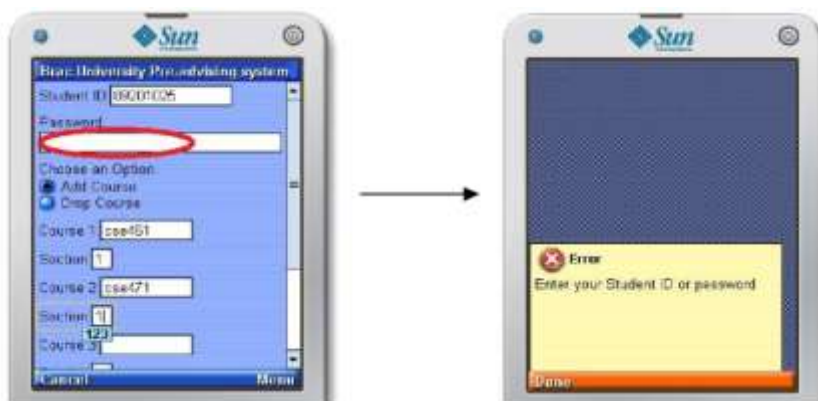 Sun
Brac University Pre-advising system
Student ID 09201025
Password
Choose an Option
Add Course
Drop Course
Course 1 cse461
Section 1
Course 2 cse471
Section 1
123
Course 3
Cancel Menu
Sun
Error
Enter your Student ID or password
Done